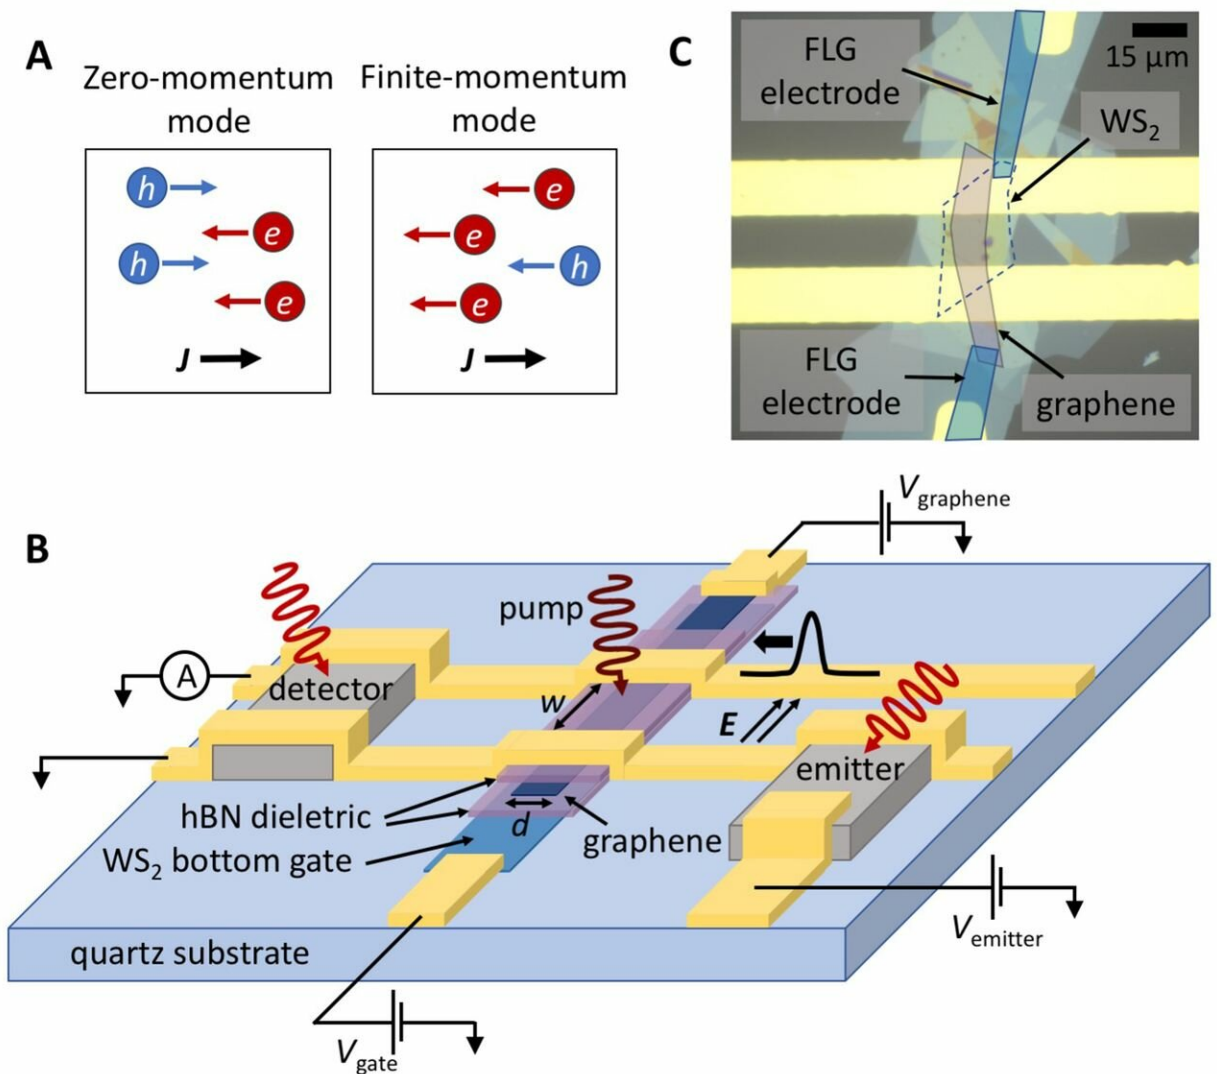 A
Zero-momentum
mode
h
e
h
e
J
Finite-momentum
mode
e
e
h
e
J
C
FLG
electrode
15 μm
WS₂
FLG
electrode
graphene
B
V graphene
pump
A
detector
w
E
emitter
hBN dieletric
d
graphene
WS₂ bottom gate
V emitter
quartz substrate
V gate